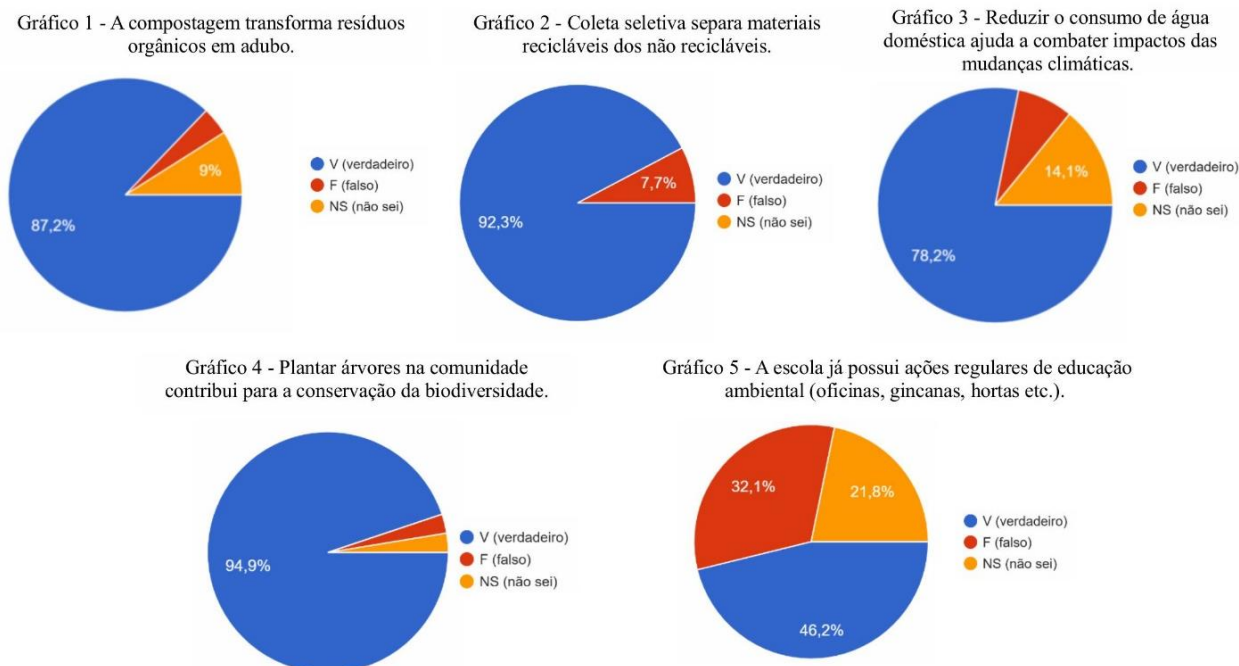 Gráfico 1 - A compostagem transforma resíduos
orgânicos em adubo.
9%
87,2%
V (verdadeiro)
F (falso)
NS (não sei)
Gráfico 2 - Coleta seletiva separa materiais
recicláveis dos não recicláveis.
7,7%
92,3%
V (verdadeiro)
F (falso)
NS (não sei)
Gráfico 3 - Reduzir o consumo de água
doméstica ajuda a combater impactos das
mudanças climáticas.
14,1%
78,2%
V (verdadeiro)
F (falso)
NS (não sei)
Gráfico 4 - Plantar árvores na comunidade
contribui para a conservação da biodiversidade.
94,9%
V (verdadeiro)
F (falso)
NS (não sei)
Gráfico 5 - A escola já possui ações regulares de educação
ambiental (oficinas, gincanas, hortas etc.).
32,1%
21,8%
46,2%
V (verdadeiro)
F (falso)
NS (não sei)